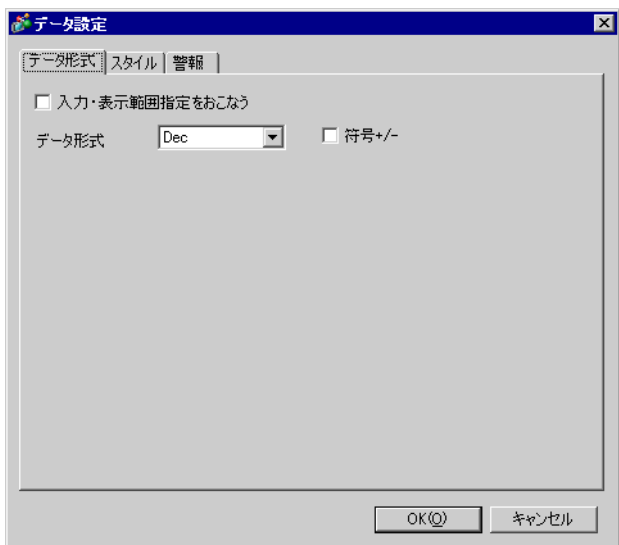 データ設定
データ形式 スタイル 警報
入力・表示範囲指定をおこなう
データ形式 Dec 符号+/-
OK(O) キャンセル